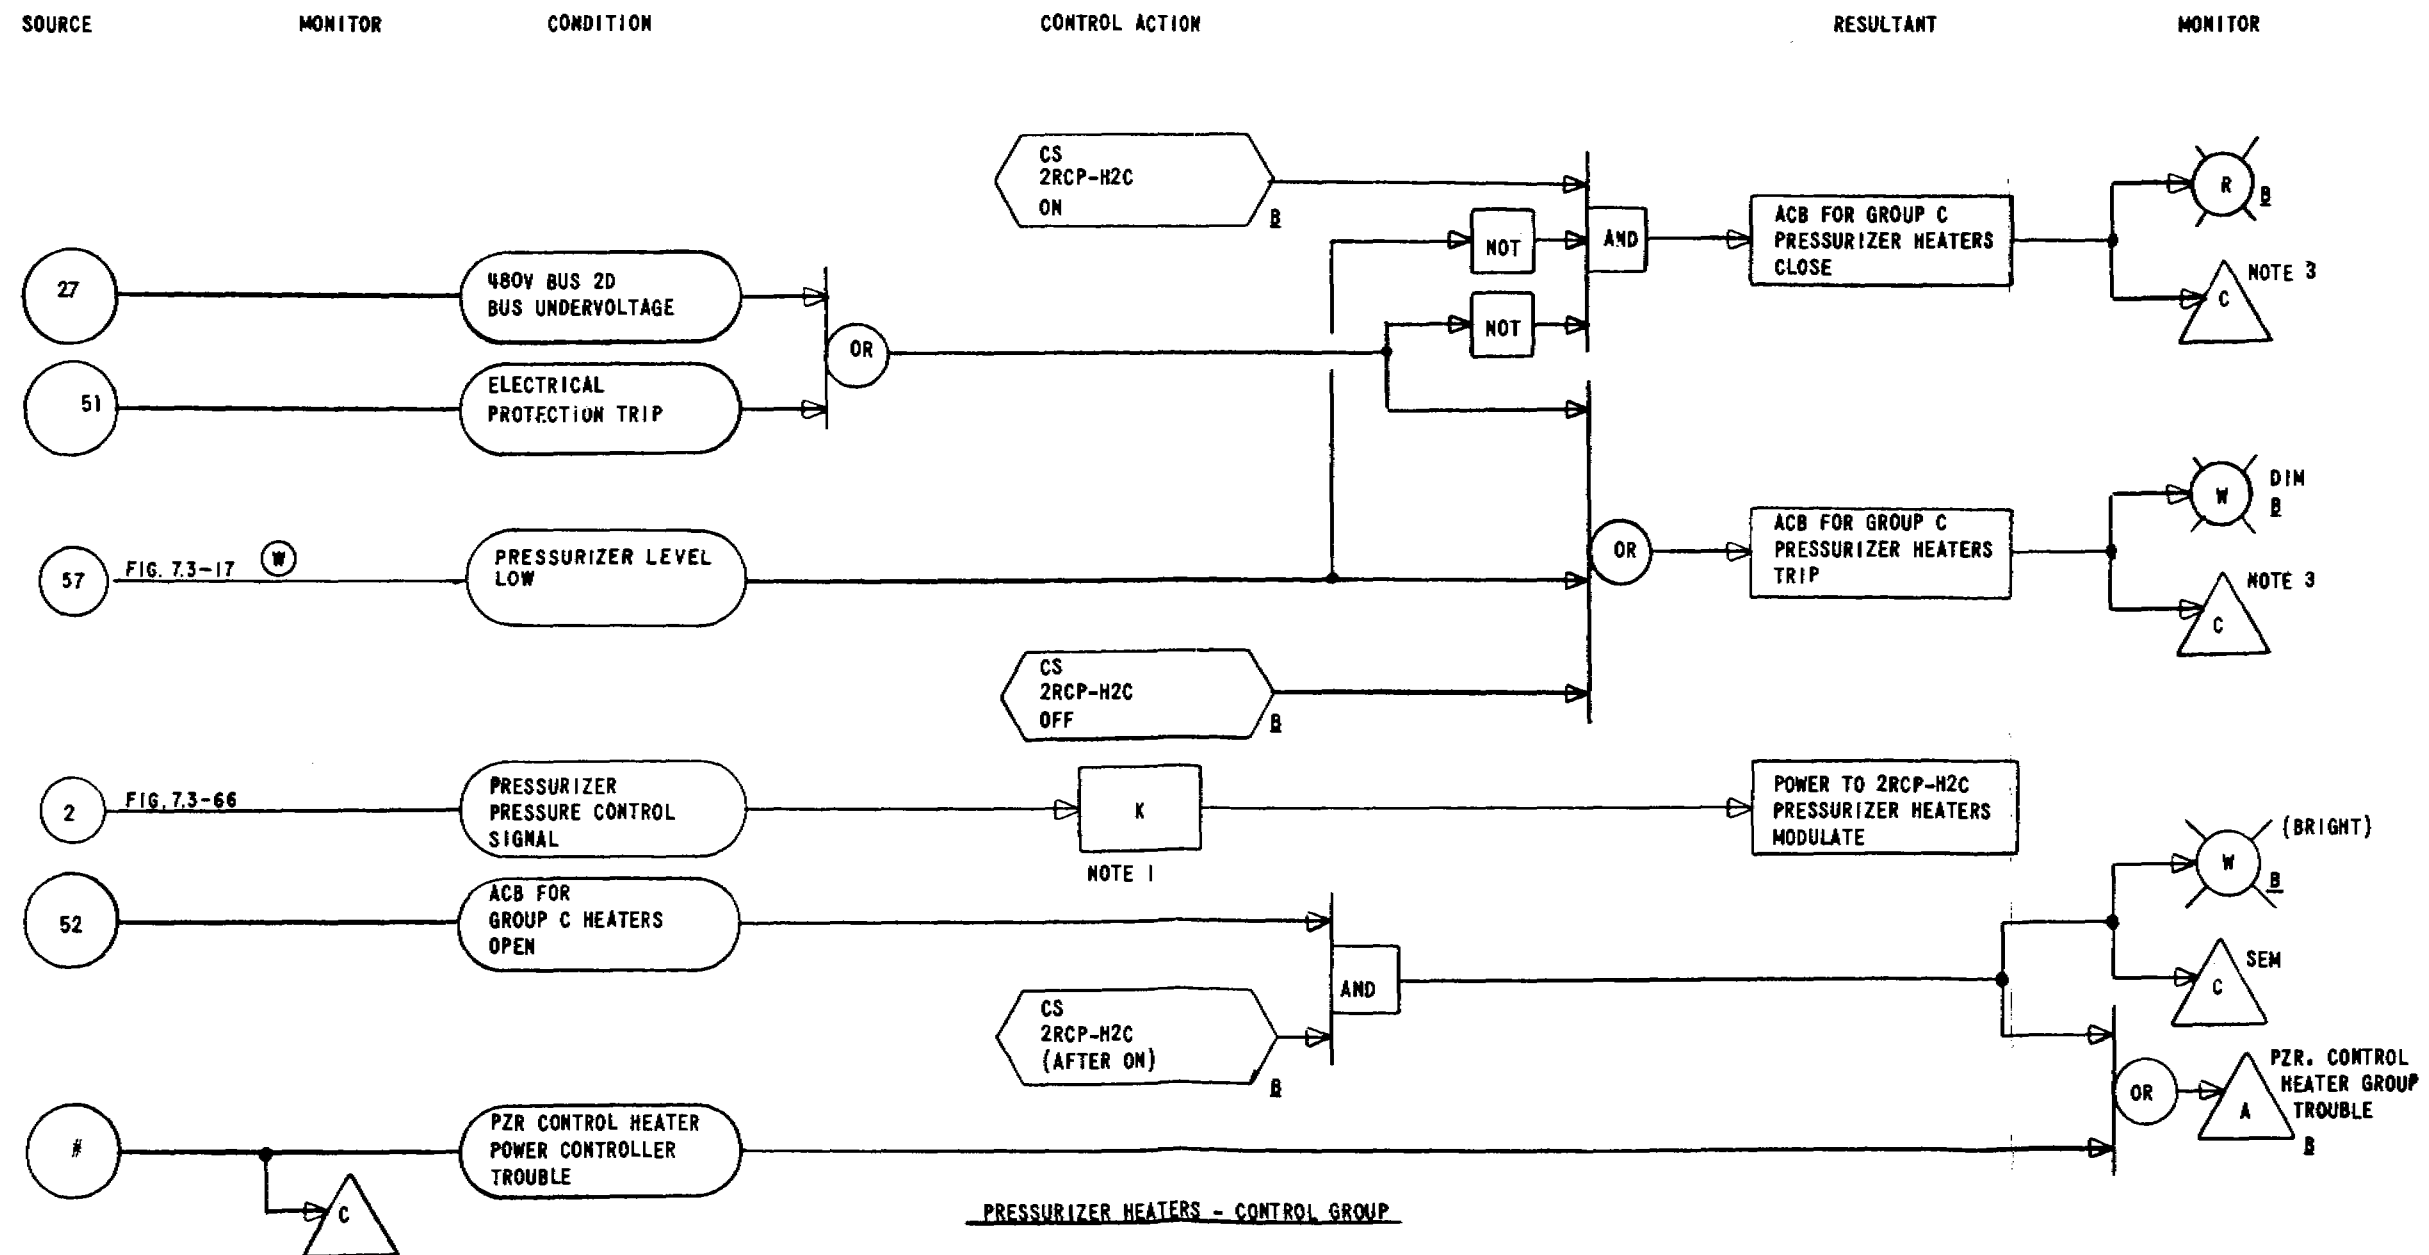 SOURCE MONITOR CONDITION CONTROL ACTION RESULTANT MONITOR
CS
2RCP-H2C
ON
B
NOT
NOT
AND
ACB FOR GROUP C
PRESSURIZER HEATERS
CLOSE
R
B
C
NOTE 3
27
480V BUS 2D
BUS UNDERVOLTAGE
OR
51
ELECTRICAL
PROTECTION TRIP
57
FIG. 7.3-17
W
PRESSURIZER LEVEL
LOW
OR
ACB FOR GROUP C
PRESSURIZER HEATERS
TRIP
W
DIM
B
C
NOTE 3
CS
2RCP-H2C
OFF
B
2
FIG. 7.3-66
PRESSURIZER
PRESSURE CONTROL
SIGNAL
K
NOTE 1
POWER TO 2RCP-H2C
PRESSURIZER HEATERS
MODULATE
52
ACB FOR
GROUP C HEATERS
OPEN
AND
CS
2RCP-H2C
(AFTER ON)
B
W
(BRIGHT)
B
C
SEM
#
C
PZR CONTROL HEATER
POWER CONTROLLER
TROUBLE
OR
A
PZR. CONTROL
HEATER GROUP
TROUBLE
B
PRESSURIZER HEATERS - CONTROL GROUP